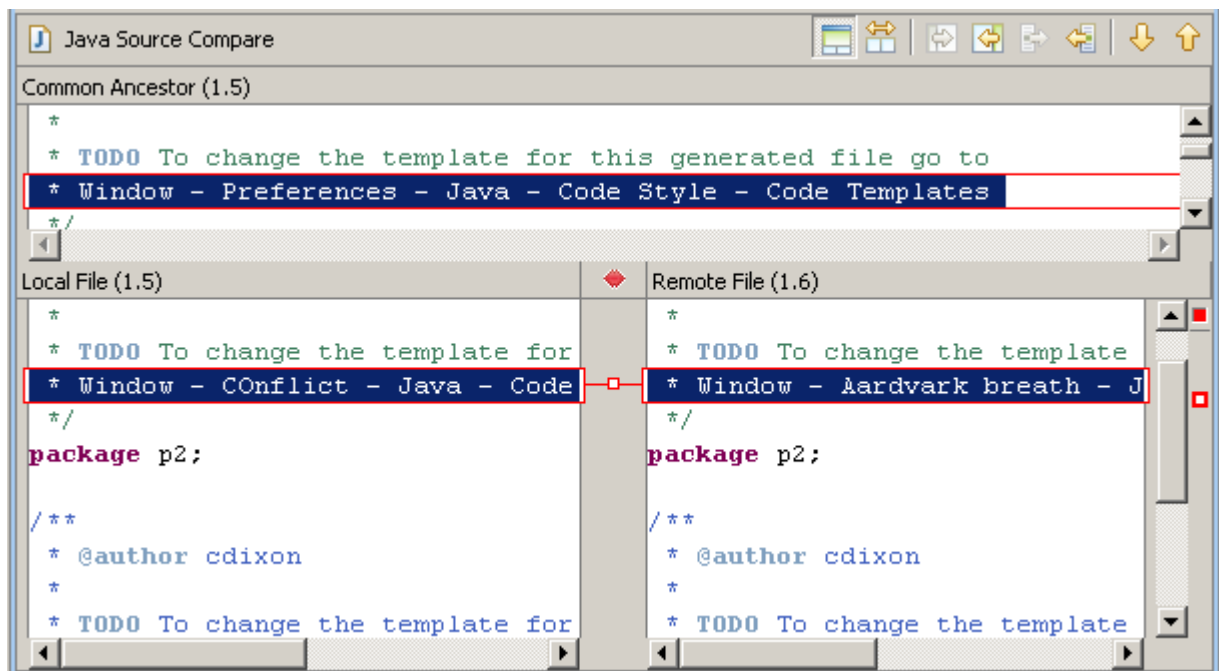 Java Source Compare
Common Ancestor (1.5)
*
* TODO To change the template for this generated file go to
* Window - Preferences - Java - Code Style - Code Templates
*/
Local File (1.5)
*
* TODO To change the template for
* Window - COnflict - Java - Code
*/
package p2;
/**
* @author cdixon
*
* TODO To change the template for
Remote File (1.6)
*
* TODO To change the template
* Window - Aardvark breath - J
*/
package p2;
/**
* @author cdixon
*
* TODO To change the template